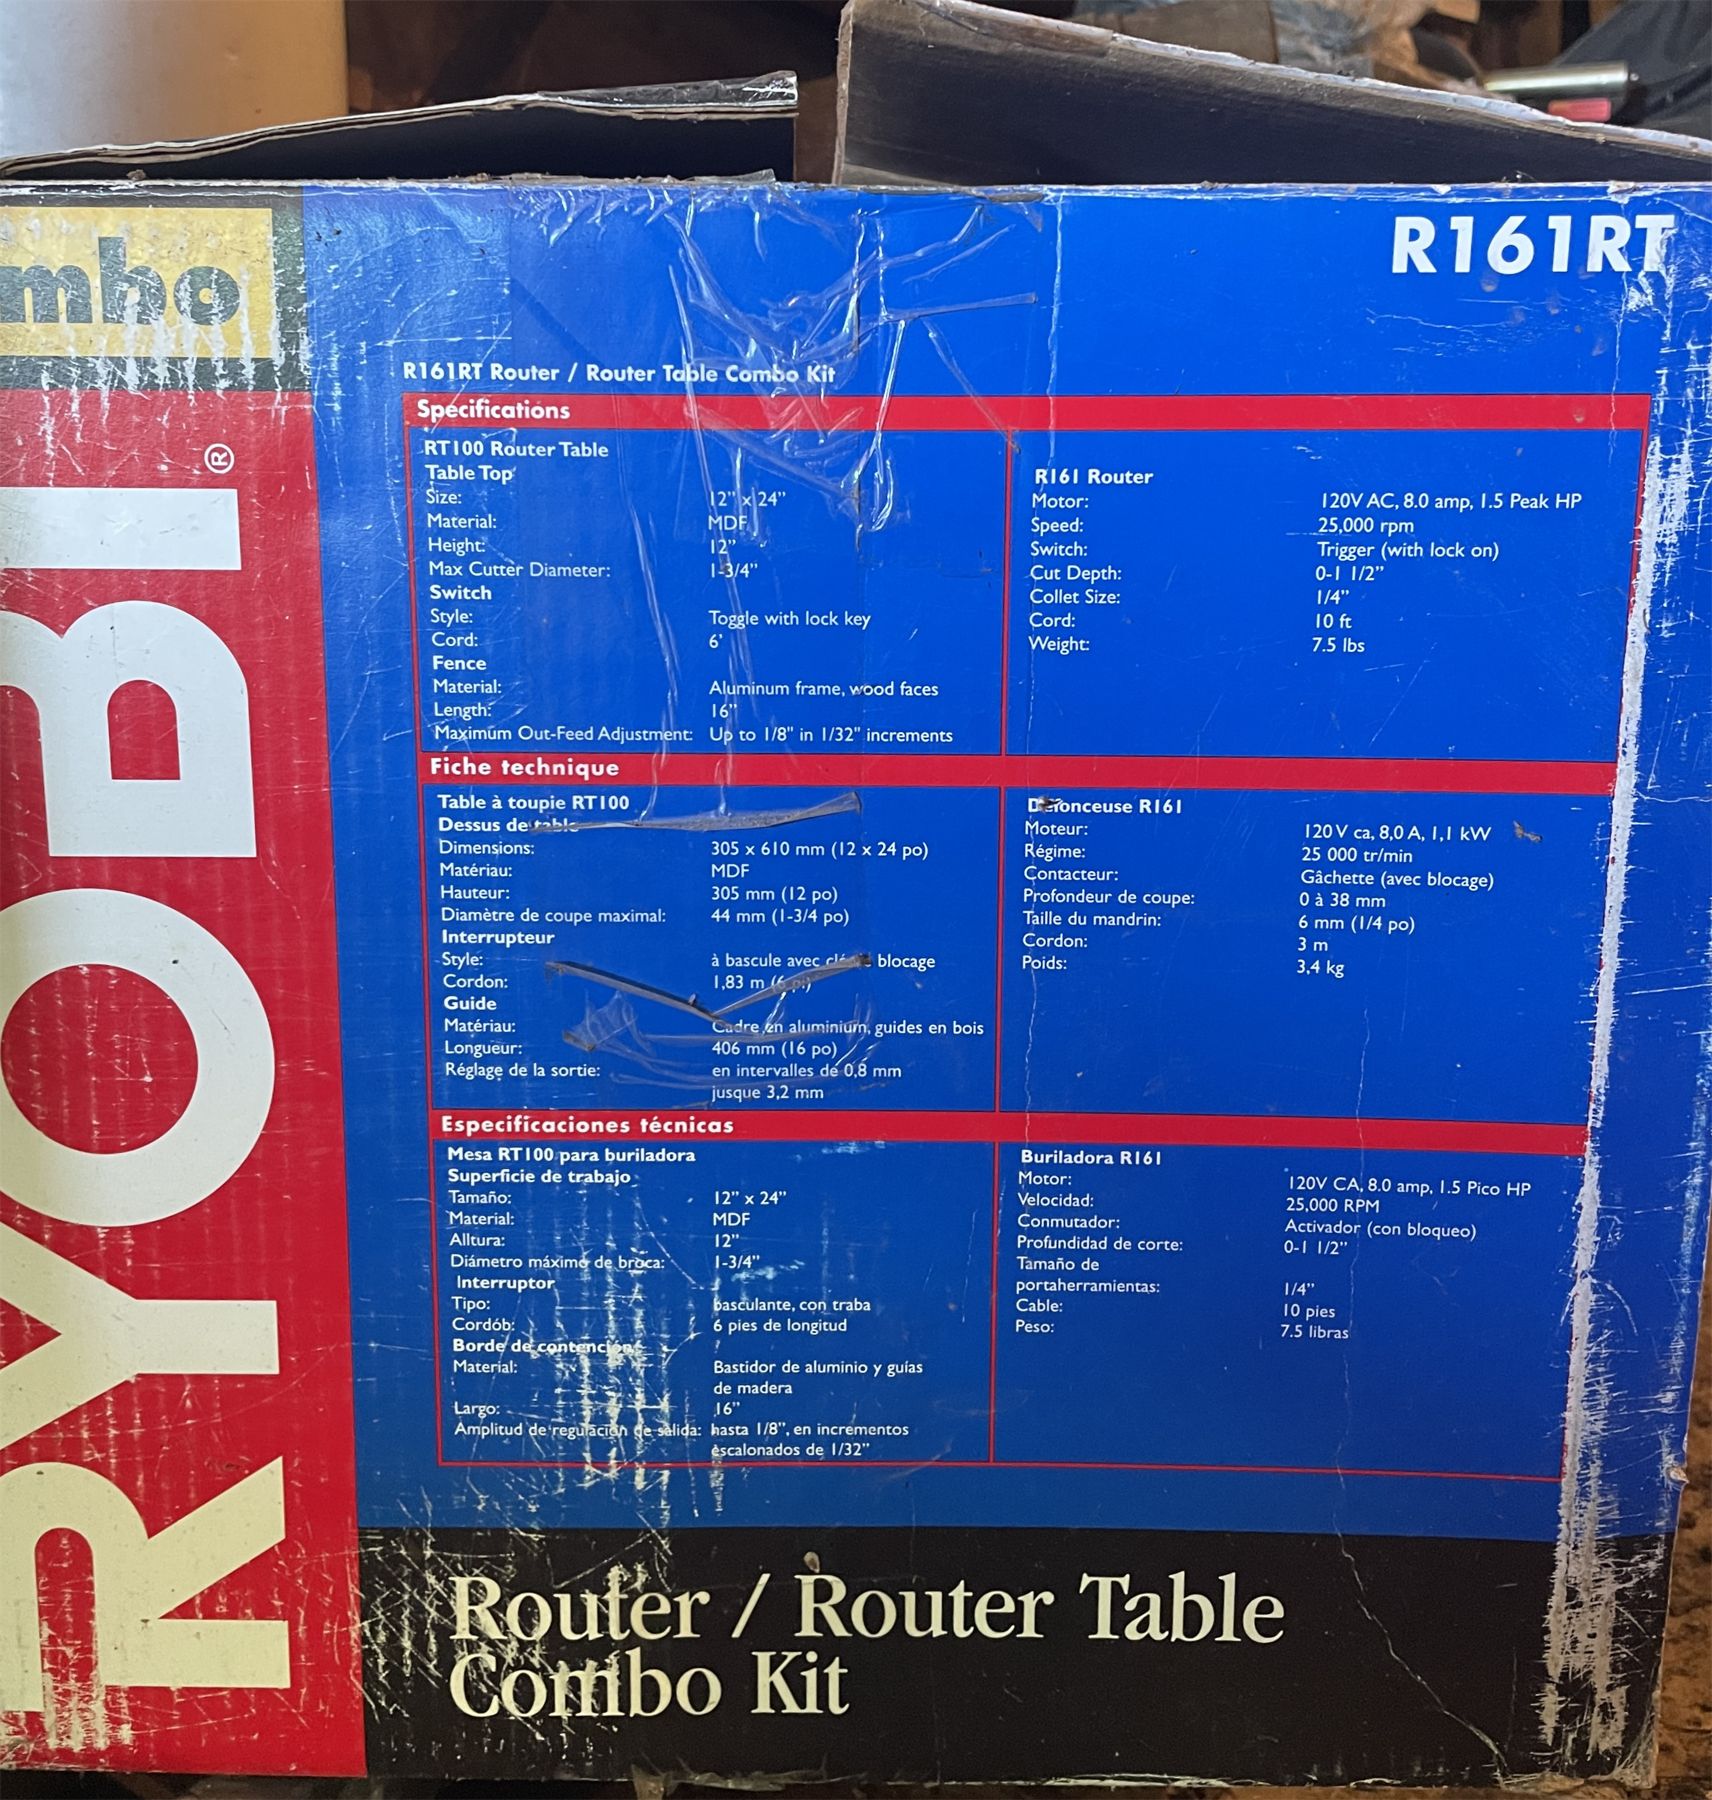 mbo
RYOBI®
R161RT
R161RT Router / Router Table Combo Kit
Specifications
RT100 Router Table
Table Top
Size: 12" x 24"
Material: MDF
Height: 12"
Max Cutter Diameter: 1-3/4"
Switch
Style: Toggle with lock key
Cord: 6'
Fence
Material: Aluminum frame, wood faces
Length: 16"
Maximum Out-Feed Adjustment: Up to 1/8" in 1/32" increments
R161 Router
Motor: 120V AC, 8.0 amp, 1.5 Peak HP
Speed: 25,000 rpm
Switch: Trigger (with lock on)
Cut Depth: 0-1 1/2"
Collet Size: 1/4"
Cord: 10 ft
Weight: 7.5 lbs
Fiche technique
Table à toupie RT100
Dessus de table
Dimensions: 305 x 610 mm (12 x 24 po)
Matériau: MDF
Hauteur: 305 mm (12 po)
Diamètre de coupe maximal: 44 mm (1-3/4 po)
Interrupteur
Style: à bascule avec blocage
Cordon: 1,83 m (6 pi)
Guide
Matériau: Cadre en aluminium, guides en bois
Longueur: 406 mm (16 po)
Réglage de la sortie: en intervalles de 0,8 mm
jusque 3,2 mm
Défonceuse R161
Moteur: 120 V ca, 8,0 A, 1,1 kW
Régime: 25 000 tr/min
Contacteur: Gâchette (avec blocage)
Profondeur de coupe: 0 à 38 mm
Taille du mandrin: 6 mm (1/4 po)
Cordon: 3 m
Poids: 3,4 kg
Especificaciones técnicas
Mesa RT100 para buriladora
Superficie de trabajo
Tamaño: 12" x 24"
Material: MDF
Alltura: 12"
Diámetro máximo de broca: 1-3/4"
Interruptor
Tipo: basculante, con traba
Cordób: 6 pies de longitud
Borde de contención
Material: Bastidor de aluminio y guías
de madera
Largo: 16"
Amplitud de regulación de salida: hasta 1/8", en incrementos
escalonados de 1/32"
Buriladora R161
Motor: 120V CA, 8.0 amp, 1.5 Pico HP
Velocidad: 25,000 RPM
Conmutador: Activador (con bloqueo)
Profundidad de corte: 0-1 1/2"
Tamaño de
portaherramientas: 1/4"
Cable: 10 pies
Peso: 7.5 libras
Router / Router Table
Combo Kit